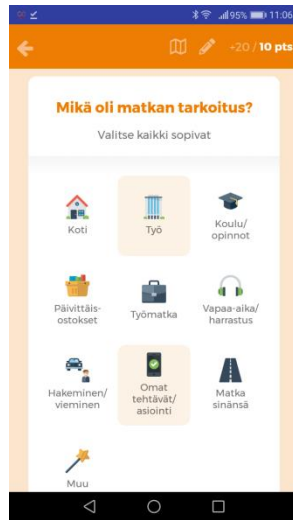 95% 11:06
+20 / 10 pts
Mikä oli matkan tarkoitus?
Valitse kaikki sopivat
Koti
Työ
Koulu/
opinnot
Päivittäis-
ostokset
Työmatka
Vapaa-aika/
harrastus
Hakeminen/
vieminen
Omat
tehtävät/
asiointi
Matka
sinänsä
Muu